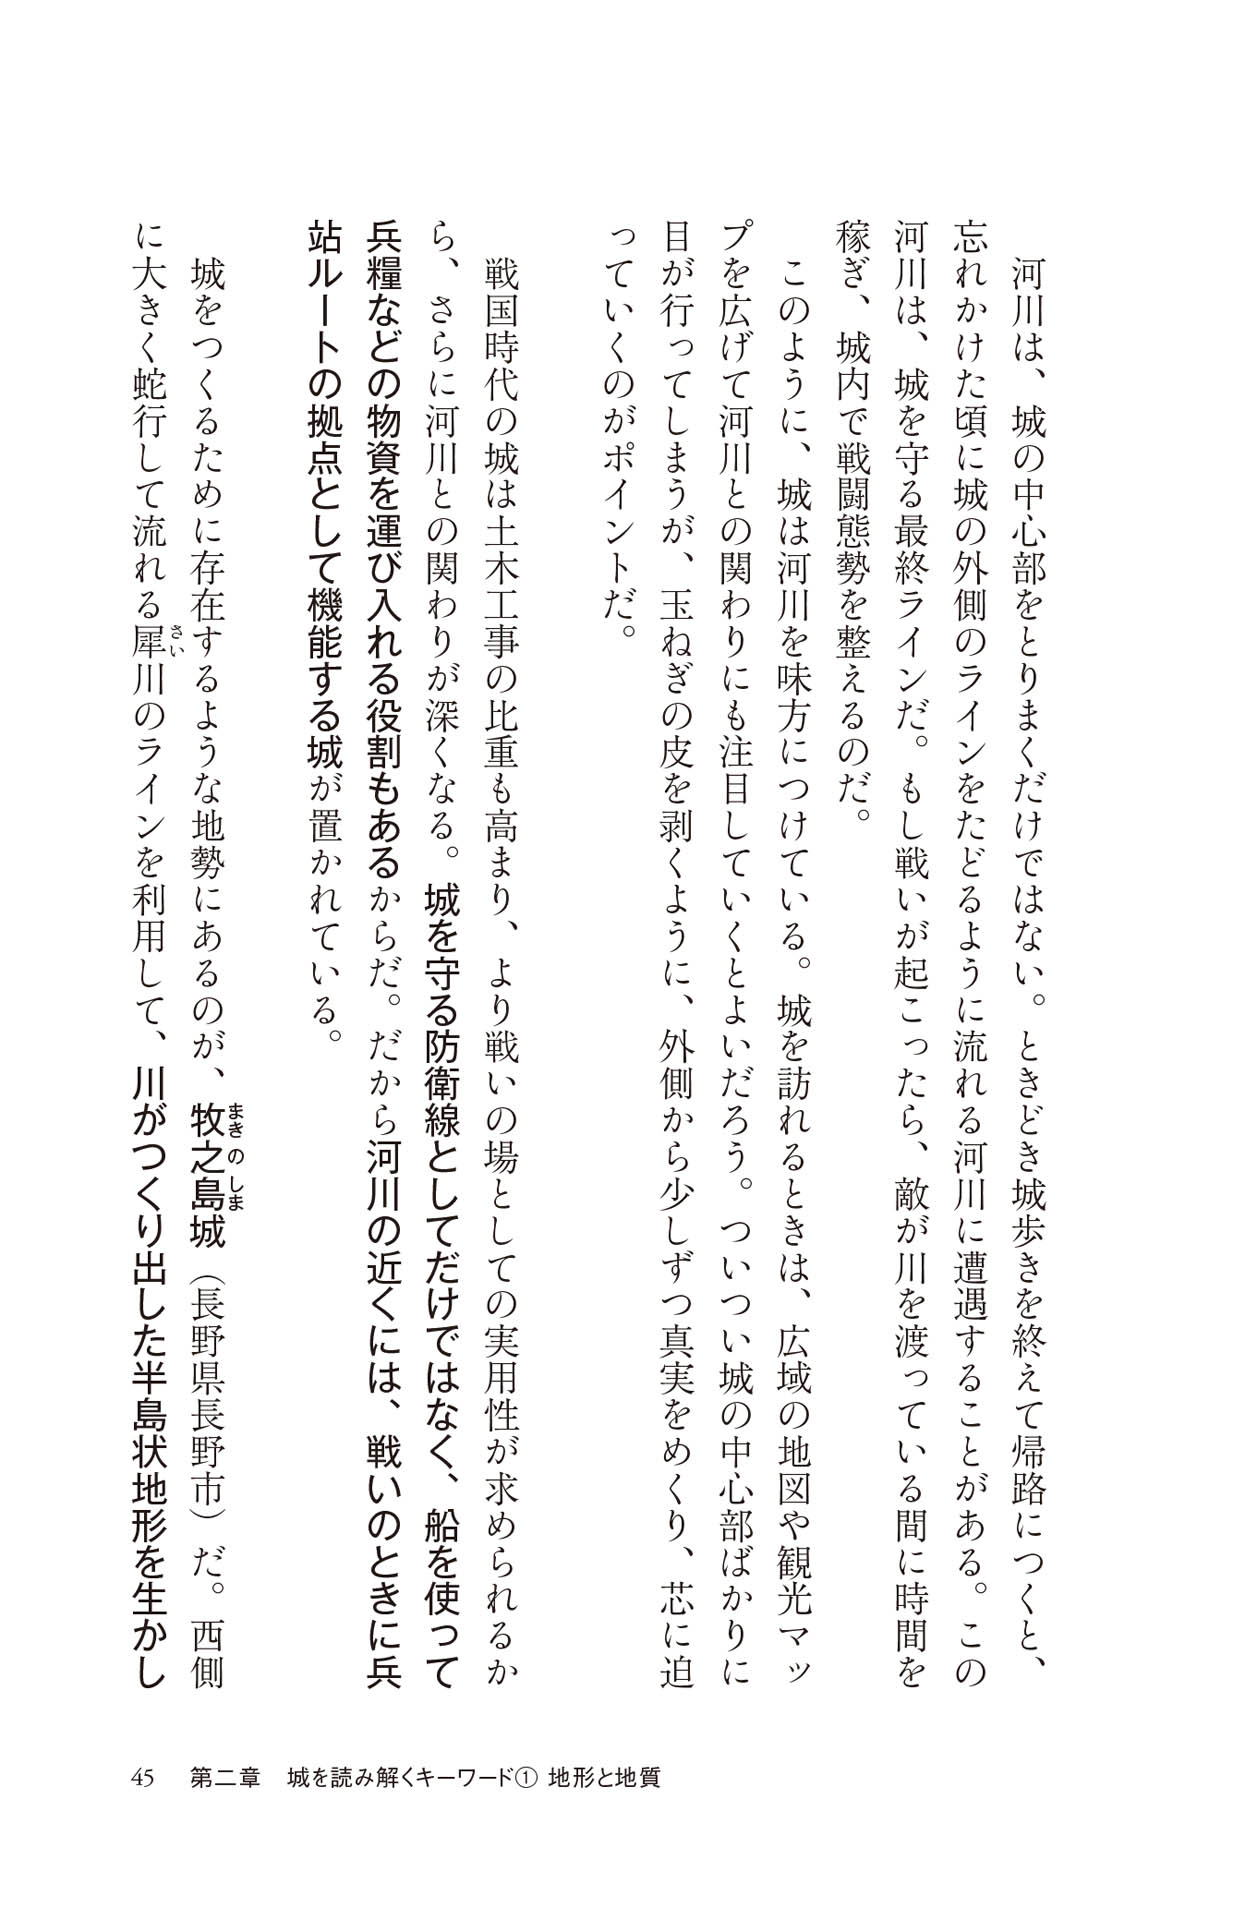 河川は、城の中心部をとりまくだけではない。ときどき城歩きを終えて帰路につくと、
忘れかけた頃に城の外側のラインをたどるように流れる河川に遭遇することがある。この
河川は、城を守る最終ラインだ。もし戦いが起こったら、敵が川を渡っている間に時間を
稼ぎ、城内で戦闘態勢を整えるのだ。
このように、城は河川を味方につけている。城を訪れるときは、広域の地図や観光マッ
プを広げて河川との関わりにも注目していくとよいだろう。ついつい城の中心部ばかりに
目が行ってしまうが、玉ねぎの皮を剥くように、外側から少しずつ真実をめくり、芯に迫
っていくのがポイントだ。
戦国時代の城は土木工事の比重も高まり、より戦いの場としての実用性が求められるか
ら、さらに河川との関わりが深くなる。城を守る防衛線としてだけではなく、船を使って
兵糧などの物資を運び入れる役割もあるからだ。だから河川の近くには、戦いのときに兵
站ルートの拠点として機能する城が置かれている。
城をつくるために存在するような地勢にあるのが、牧之島城（長野県長野市）だ。西側
まきのしま
に大きく蛇行して流れる犀川のラインを利用して、川がつくり出した半島状地形を生かし
さい
45 第二章 城を読み解くキーワード① 地形と地質